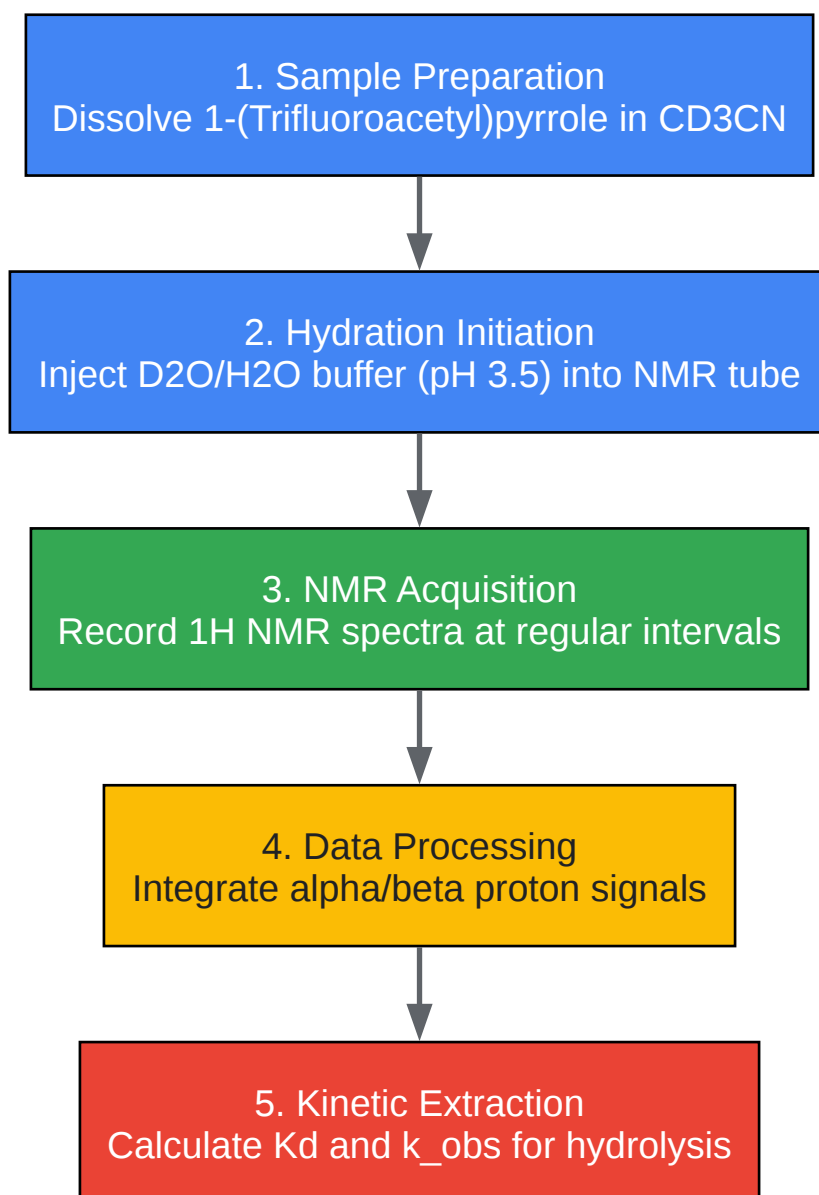 1. Sample Preparation
Dissolve 1-(Trifluoroacetyl)pyrrole in CD3CN
2. Hydration Initiation
Inject D2O/H2O buffer (pH 3.5) into NMR tube
3. NMR Acquisition
Record 1H NMR spectra at regular intervals
4. Data Processing
Integrate alpha/beta proton signals
5. Kinetic Extraction
Calculate Kd and k_obs for hydrolysis